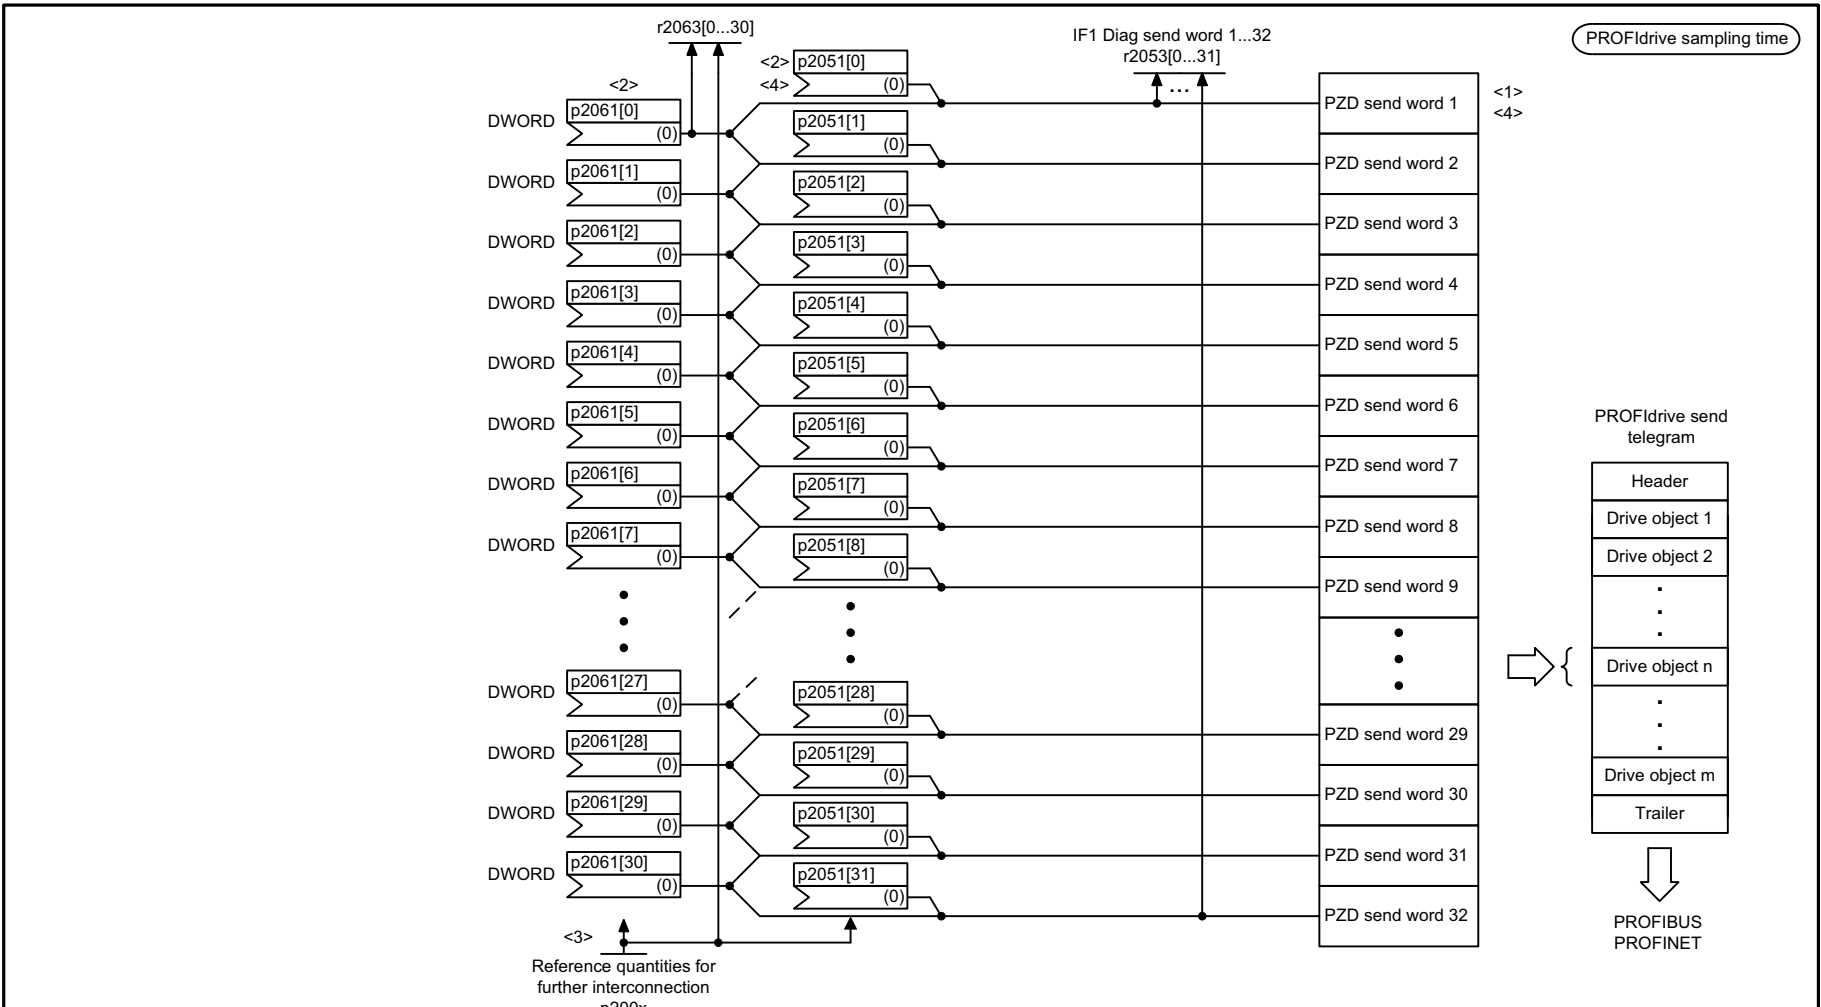 r2063[0...30]
IF1 Diag send word 1...32
r2053[0...31]
PROFIdrive sampling time
<2>
<2> p2051[0]
<4> (0)
...
PZD send word 1
<1>
<4>
DWORD p2061[0]
(0)
p2051[1]
(0)
PZD send word 2
DWORD p2061[1]
(0)
p2051[2]
(0)
PZD send word 3
DWORD p2061[2]
(0)
p2051[3]
(0)
PZD send word 4
DWORD p2061[3]
(0)
p2051[4]
(0)
PZD send word 5
DWORD p2061[4]
(0)
p2051[5]
(0)
PZD send word 6
DWORD p2061[5]
(0)
p2051[6]
(0)
PZD send word 7
DWORD p2061[6]
(0)
p2051[7]
(0)
PZD send word 8
DWORD p2061[7]
(0)
p2051[8]
(0)
PZD send word 9
DWORD p2061[27]
(0)
p2051[28]
(0)
PZD send word 29
DWORD p2061[28]
(0)
p2051[29]
(0)
PZD send word 30
DWORD p2061[29]
(0)
p2051[30]
(0)
PZD send word 31
DWORD p2061[30]
(0)
p2051[31]
(0)
PZD send word 32
<3>
Reference quantities for
further interconnection
p200x
PROFIdrive send
telegram
Header
Drive object 1
Drive object 2
Drive object n
Drive object m
Trailer
PROFIBUS
PROFINET